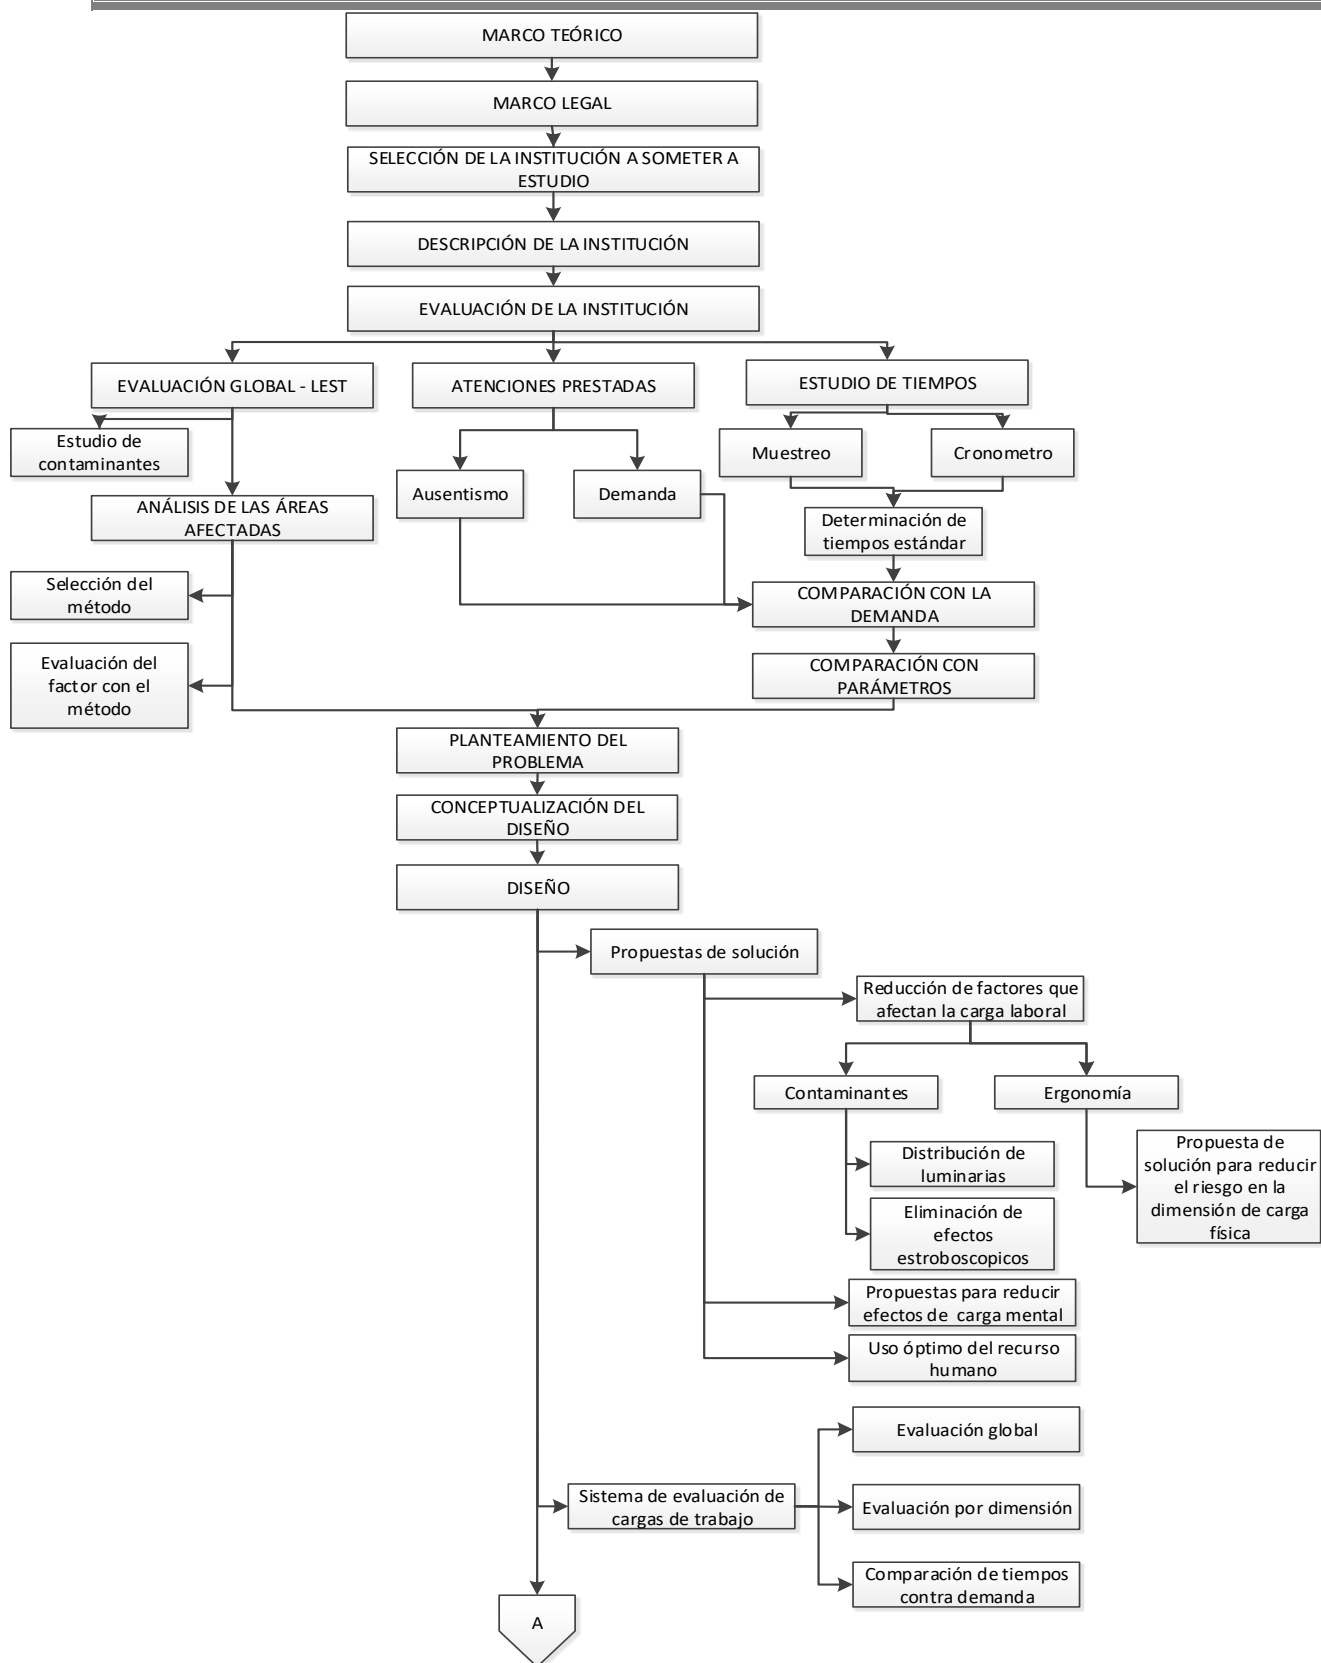 MARCO TEÓRICO
MARCO LEGAL
SELECCIÓN DE LA INSTITUCIÓN A SOMETER A
ESTUDIO
DESCRIPCIÓN DE LA INSTITUCIÓN
EVALUACIÓN DE LA INSTITUCIÓN
EVALUACIÓN GLOBAL - LEST
ATENCIONES PRESTADAS
ESTUDIO DE TIEMPOS
Estudio de
contaminantes
Muestreo
Cronometro
Ausentismo
Demanda
ANÁLISIS DE LAS ÁREAS
AFECTADAS
Determinación de
tiempos estándar
Selección del
método
COMPARACIÓN CON LA
DEMANDA
Evaluación del
factor con el
método
COMPARACIÓN CON
PARÁMETROS
PLANTEAMIENTO DEL
PROBLEMA
CONCEPTUALIZACIÓN DEL
DISEÑO
DISEÑO
Propuestas de solución
Reducción de factores que
afectan la carga laboral
Contaminantes
Ergonomía
Distribución de
luminarias
Propuesta de
solución para reducir
el riesgo en la
dimensión de carga
física
Eliminación de
efectos
estroboscopicos
Propuestas para reducir
efectos de carga mental
Uso óptimo del recurso
humano
Evaluación global
Sistema de evaluación de
cargas de trabajo
Evaluación por dimensión
Comparación de tiempos
contra demanda
A